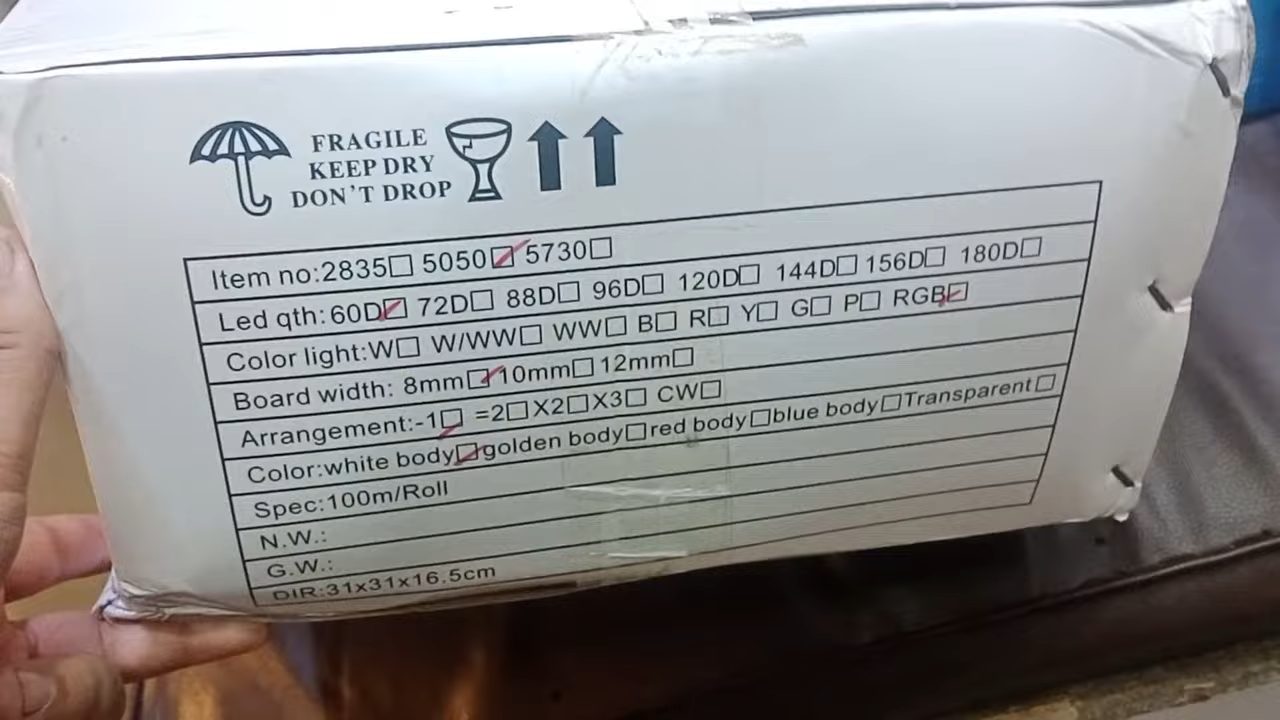 FRAGILE
KEEP DRY
DON'T DROP
Item no:2835☐ 5050☑ 5730☐
Led qth:60D☑ 72D☐ 88D☐ 96D☐ 120D☐ 144D☐ 156D☐ 180D☐
Color light:W☐ W/WW☐ WW☐ B☐ R☐ Y☐ G☐ P☐ RGB☑
Board width: 8mm☑ 10mm☐ 12mm☐
Arrangement:-1☑ =2☐ X2☐ X3☐ CW☐
Color:white body☑ golden body☐ red body☐ blue body☐ Transparent☐
Spec:100m/Roll
N.W.:
G.W.:
DIR:31x31x16.5cm